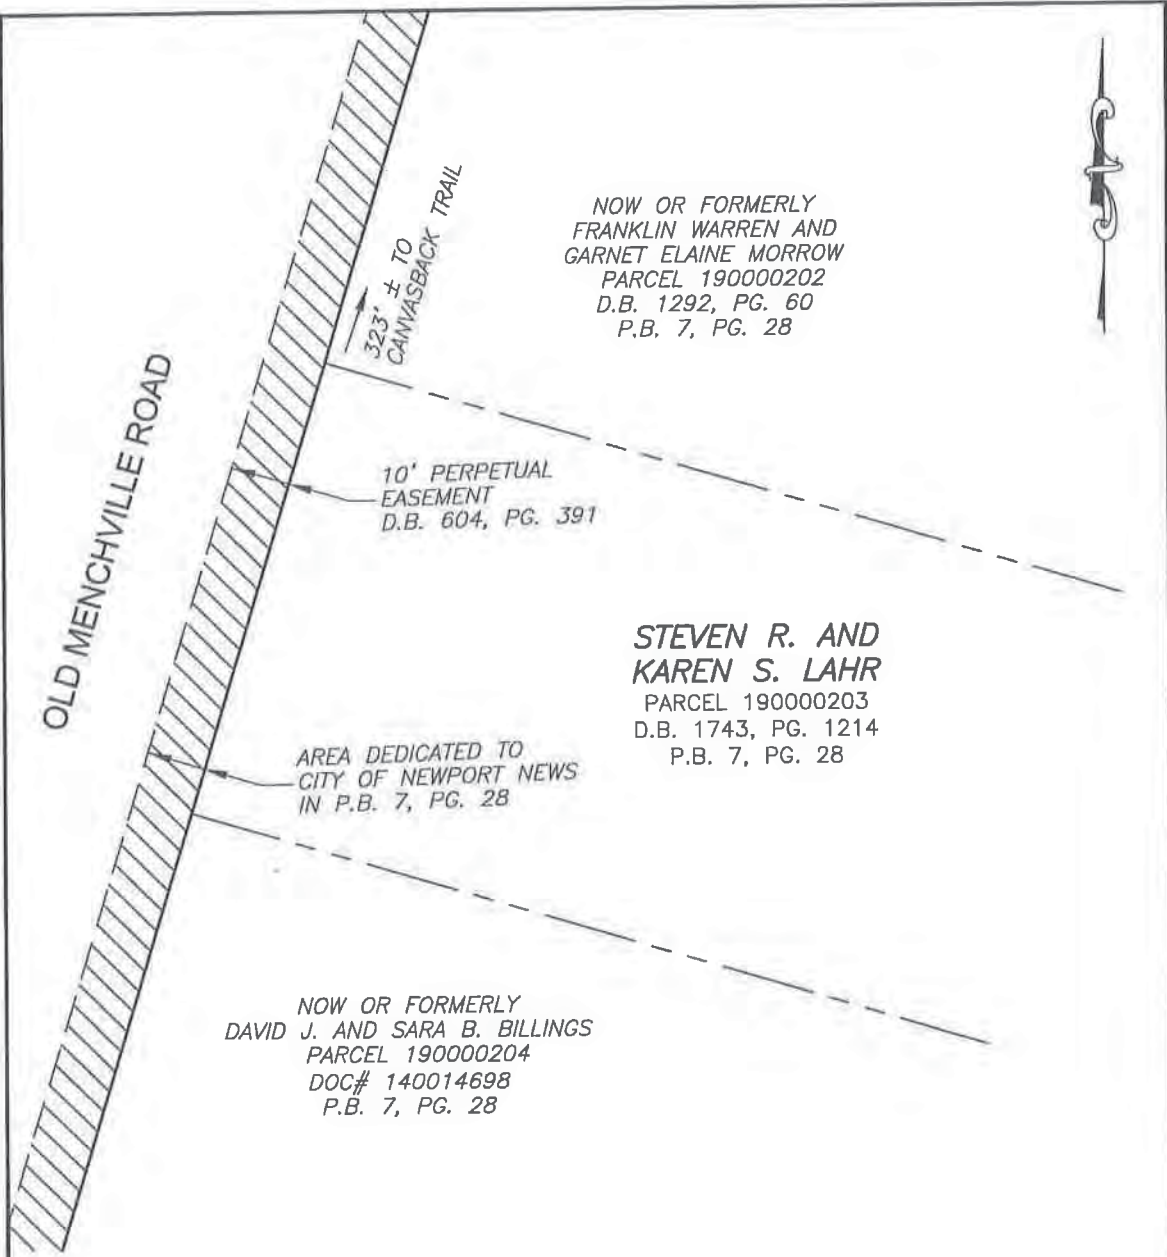 NOW OR FORMERLY
FRANKLIN WARREN AND
GARNET ELAINE MORROW
PARCEL 190000202
D.B. 1292, PG. 60
P.B. 7, PG. 28
323' ± TO
CANVASBACK TRAIL
OLD MENCHVILLE ROAD
10' PERPETUAL
EASEMENT
D.B. 604, PG. 391
STEVEN R. AND
KAREN S. LAHR
PARCEL 190000203
D.B. 1743, PG. 1214
P.B. 7, PG. 28
AREA DEDICATED TO
CITY OF NEWPORT NEWS
IN P.B. 7, PG. 28
NOW OR FORMERLY
DAVID J. AND SARA B. BILLINGS
PARCEL 190000204
DOC# 140014698
P.B. 7, PG. 28